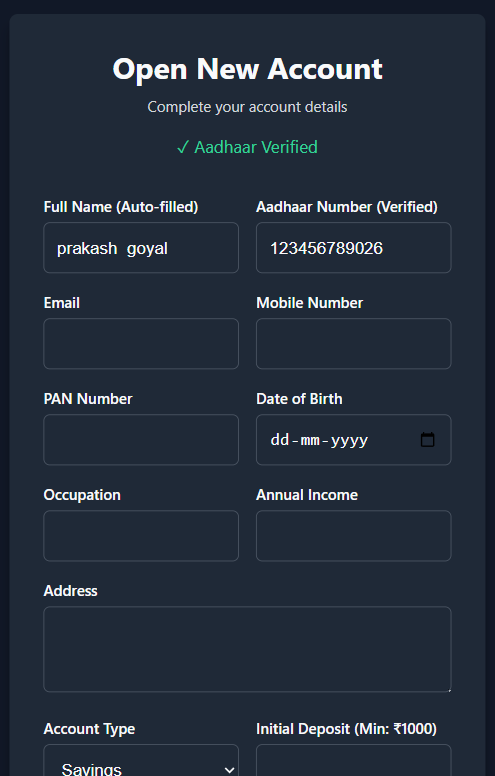 Open New Account
Complete your account details
✓ Aadhaar Verified
Full Name (Auto-filled) Aadhaar Number (Verified)
prakash goyal 123456789026
Email Mobile Number
PAN Number Date of Birth
dd-mm-yyyy
Occupation Annual Income
Address
Account Type Initial Deposit (Min: ₹1000)
Savings